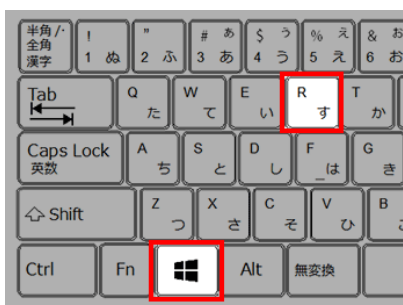 半角/· ! " # ぁ $ ぅ % ぇ & ぉ
全角
漢字 1 ぬ 2 ふ 3 あ 4 う 5 え 6 お
Tab Q た W て E い R す T か
Caps Lock A ち S と D し F _は G き
英数
Shift Z つ X さ C そ V ひ B
Ctrl Fn Alt 無変換